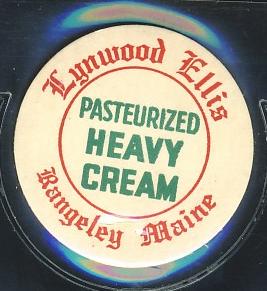 Lynwood Ellis
PASTEURIZED
HEAVY
CREAM
Rangeley Maine